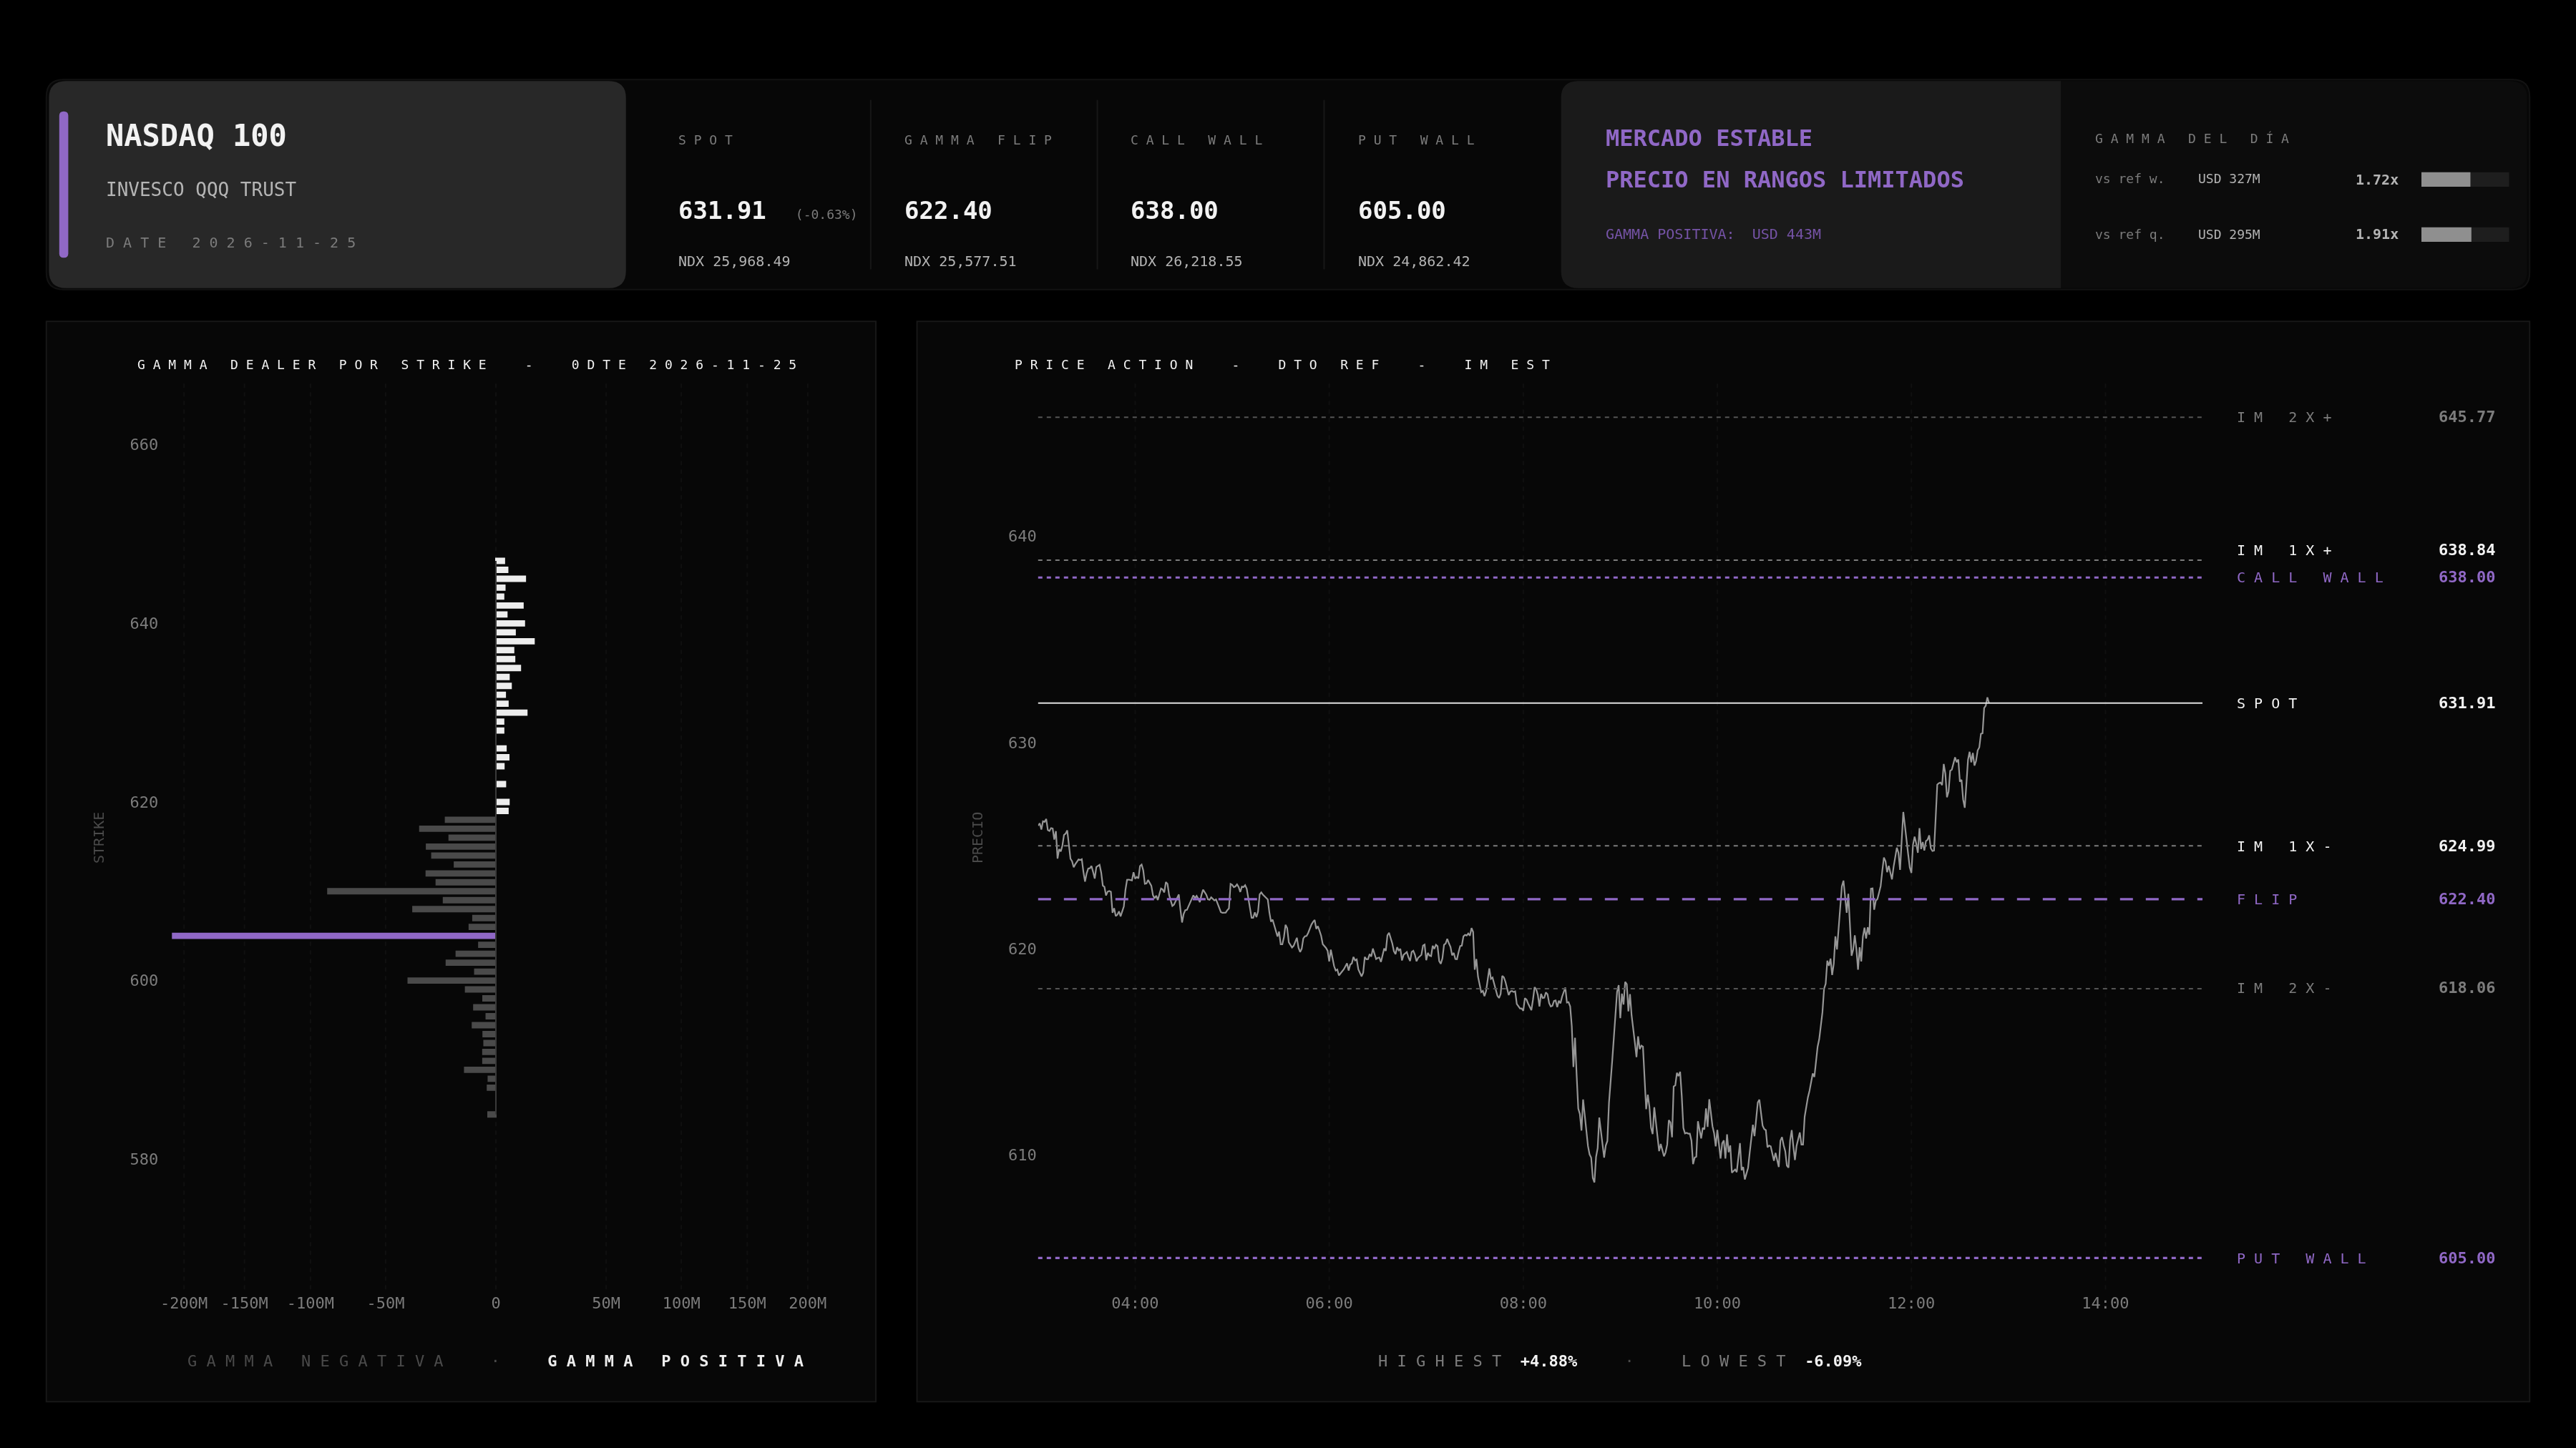 NASDAQ 100
INVESCO QQQ TRUST
DATE 2026-11-25
SPOT
631.91 (-0.63%)
NDX 25,968.49
GAMMA FLIP
622.40
NDX 25,577.51
CALL WALL
638.00
NDX 26,218.55
PUT WALL
605.00
NDX 24,862.42
MERCADO ESTABLE
PRECIO EN RANGOS LIMITADOS
GAMMA POSITIVA: USD 443M
GAMMA DEL DÍA
vs ref w. USD 327M 1.72x
vs ref q. USD 295M 1.91x
GAMMA DEALER POR STRIKE - 0DTE 2026-11-25
STRIKE
660
640
620
600
580
-200M -150M -100M -50M 0 50M 100M 150M 200M
GAMMA NEGATIVA · GAMMA POSITIVA
PRICE ACTION - DTO REF - IM EST
PRECIO
640
630
620
610
IM 2X+ 645.77
IM 1X+ 638.84
CALL WALL 638.00
SPOT 631.91
IM 1X- 624.99
FLIP 622.40
IM 2X- 618.06
PUT WALL 605.00
04:00 06:00 08:00 10:00 12:00 14:00
HIGHEST +4.88% · LOWEST -6.09%